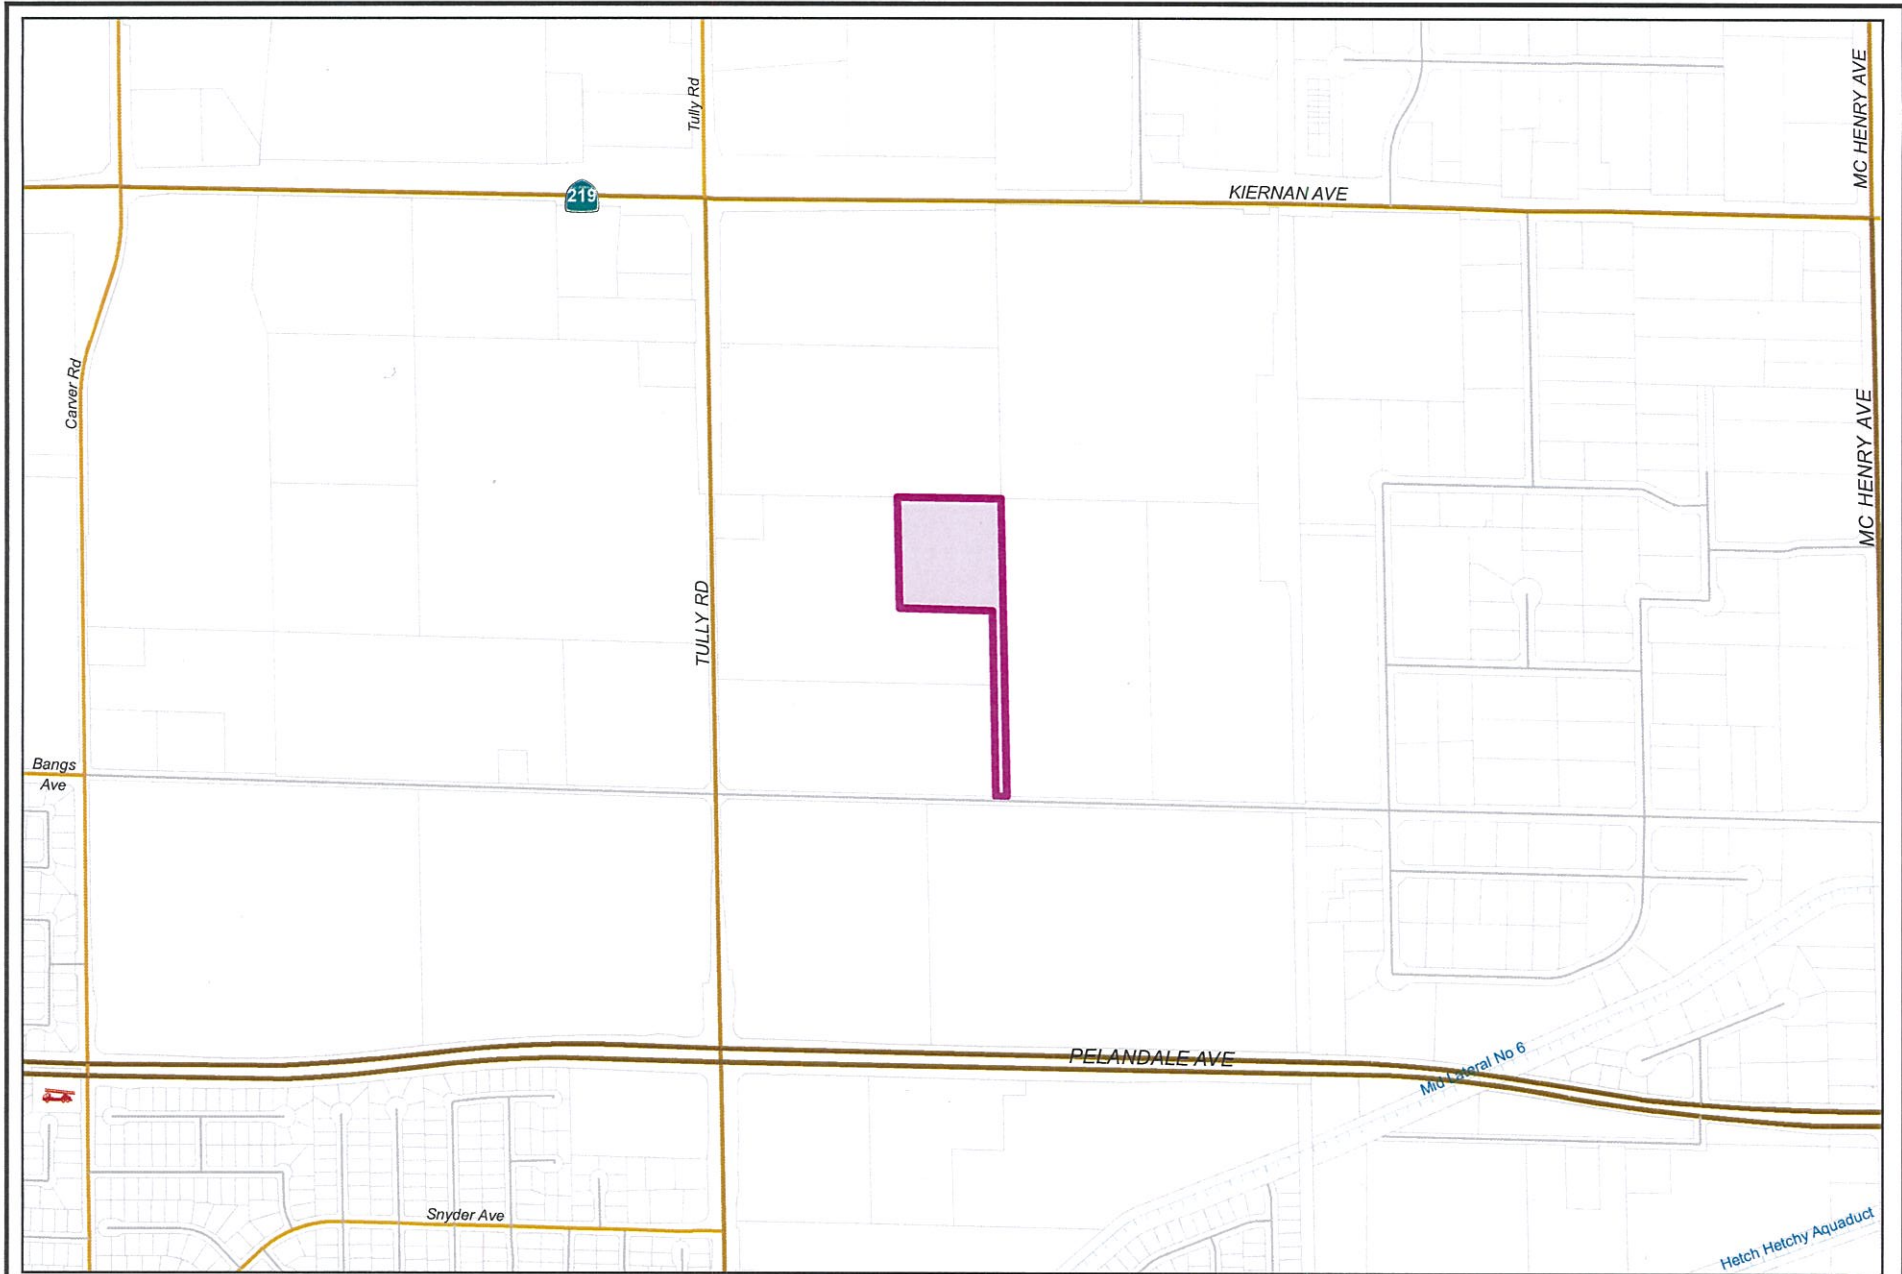 Tully Rd
MC HENRY AVE
219
KIERNAN AVE
Carver Rd
MC HENRY AVE
TULLY RD
Bangs
Ave
PELANDALE AVE
Mid Lateral No 6
Snyder Ave
Hetch Hetchy Aquaduct